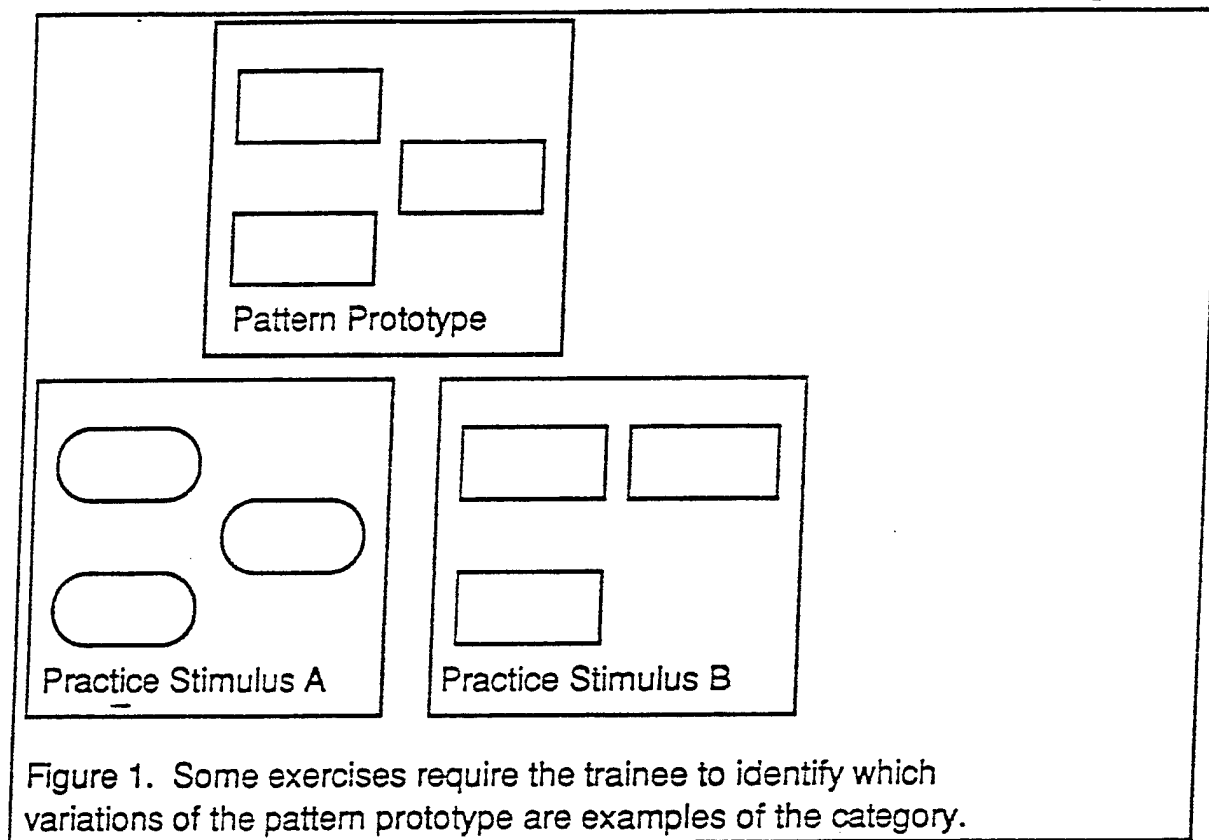 Pattern Prototype
Practice Stimulus A
Practice Stimulus B
Figure 1. Some exercises require the trainee to identify which
variations of the pattern prototype are examples of the category.